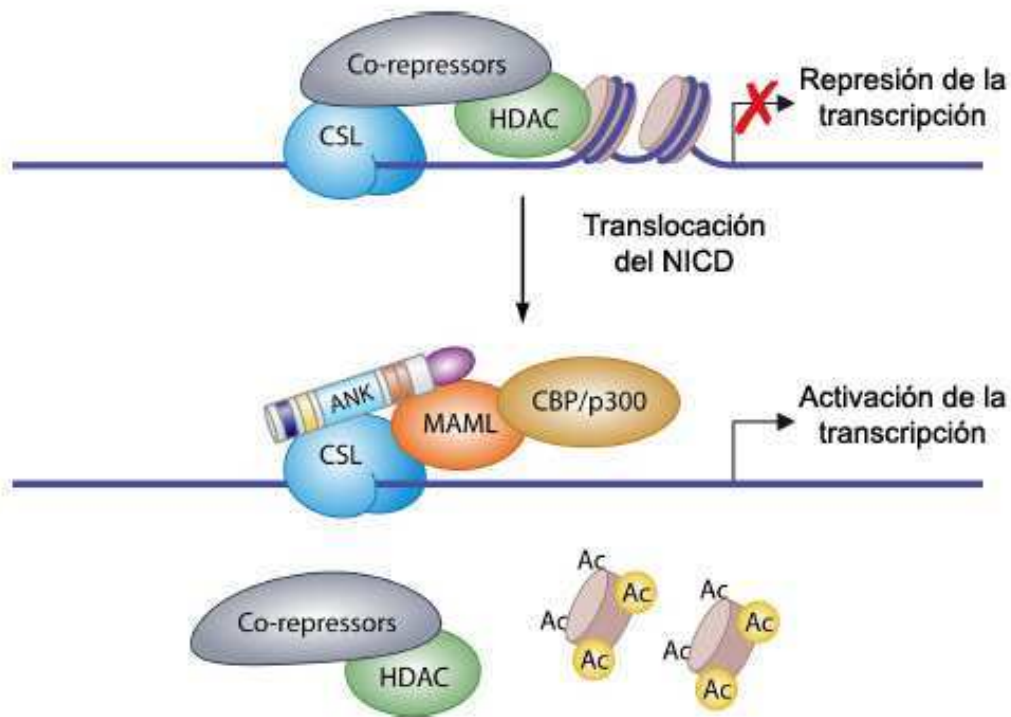 Co-repressors
CSL
HDAC
Represión de la
transcripción
Translocación
del NICD
ANK
MAML
CBP/p300
CSL
Activación de la
transcripción
Co-repressors
HDAC
Ac
Ac
Ac
Ac
Ac
Ac
Ac
Ac